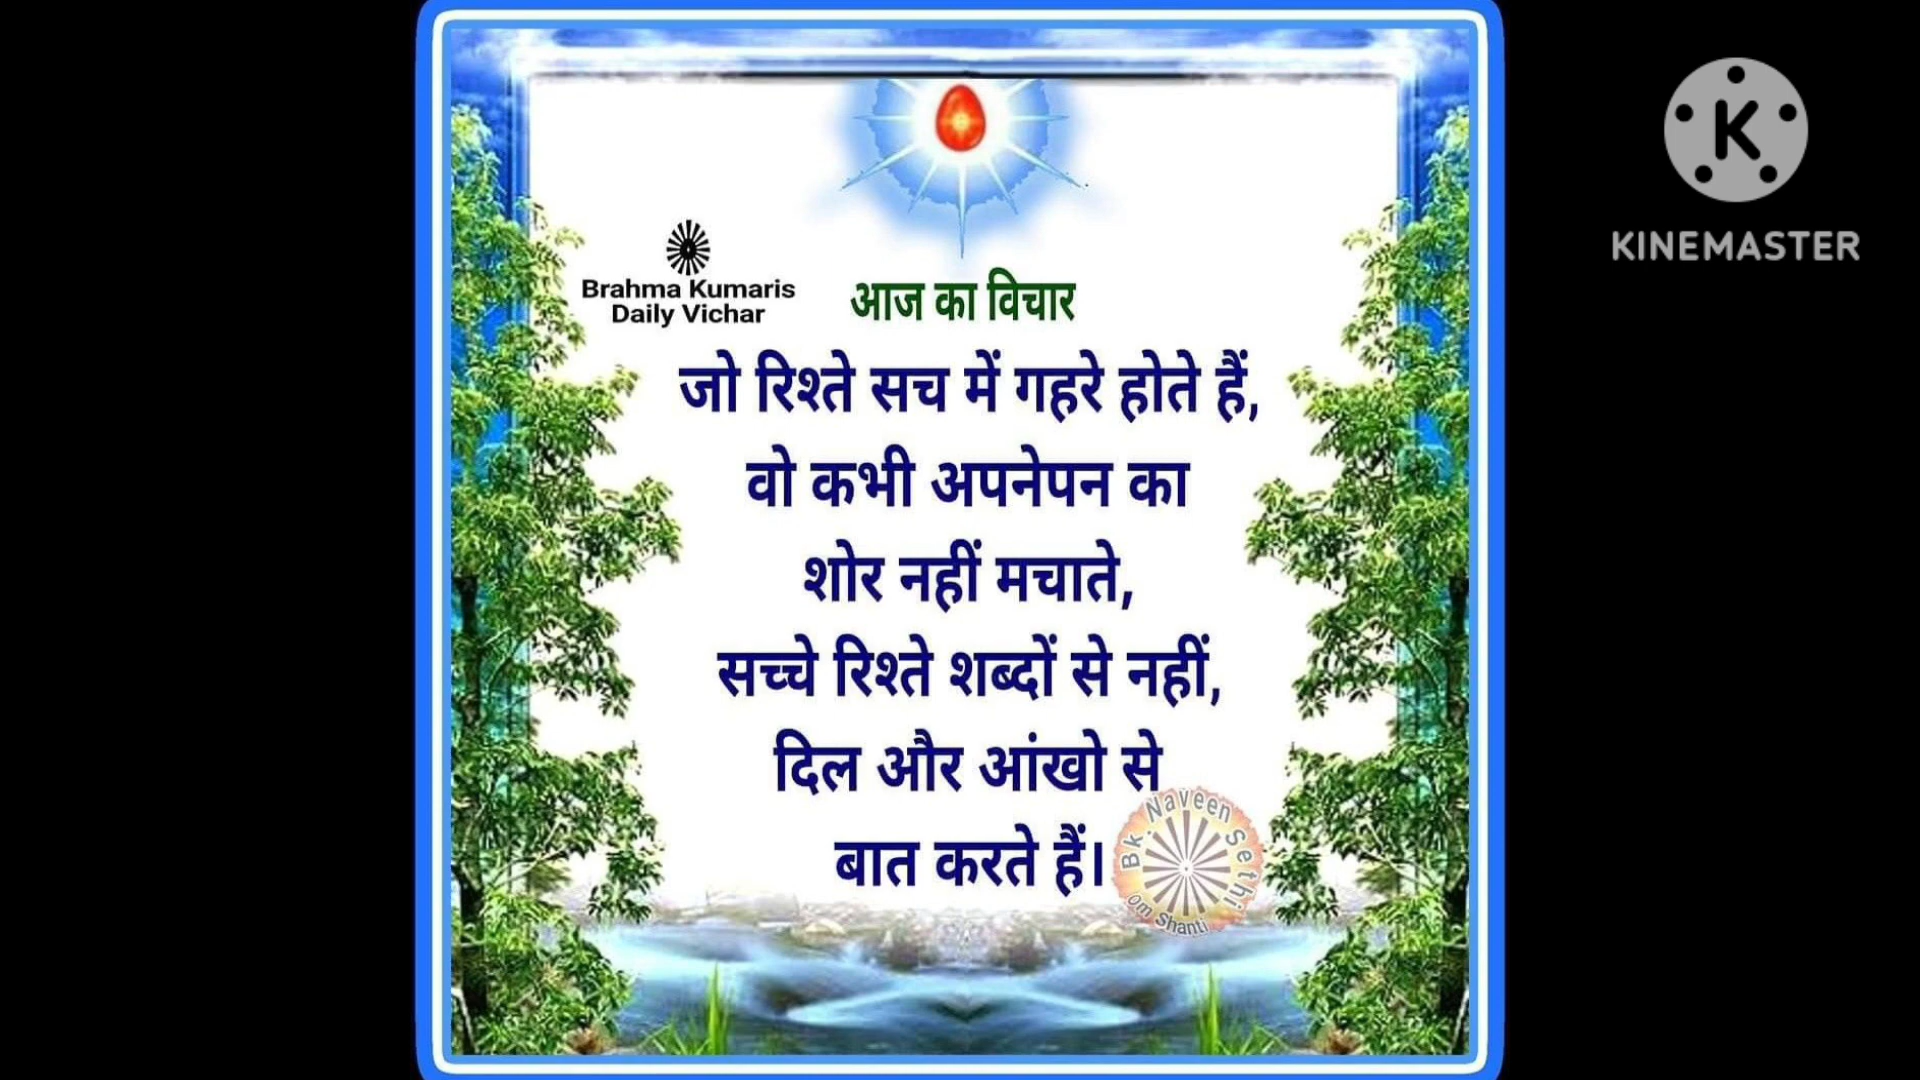 KINEMASTER
Brahma Kumaris
Daily Vichar
आज का विचार
जो रिश्ते सच में गहरे होते हैं,
वो कभी अपनेपन का
शोर नहीं मचाते,
सच्चे रिश्ते शब्दों से नहीं,
दिल और आंखो से
बात करते हैं।
Bk. Naveen Sethi
Om Shanti